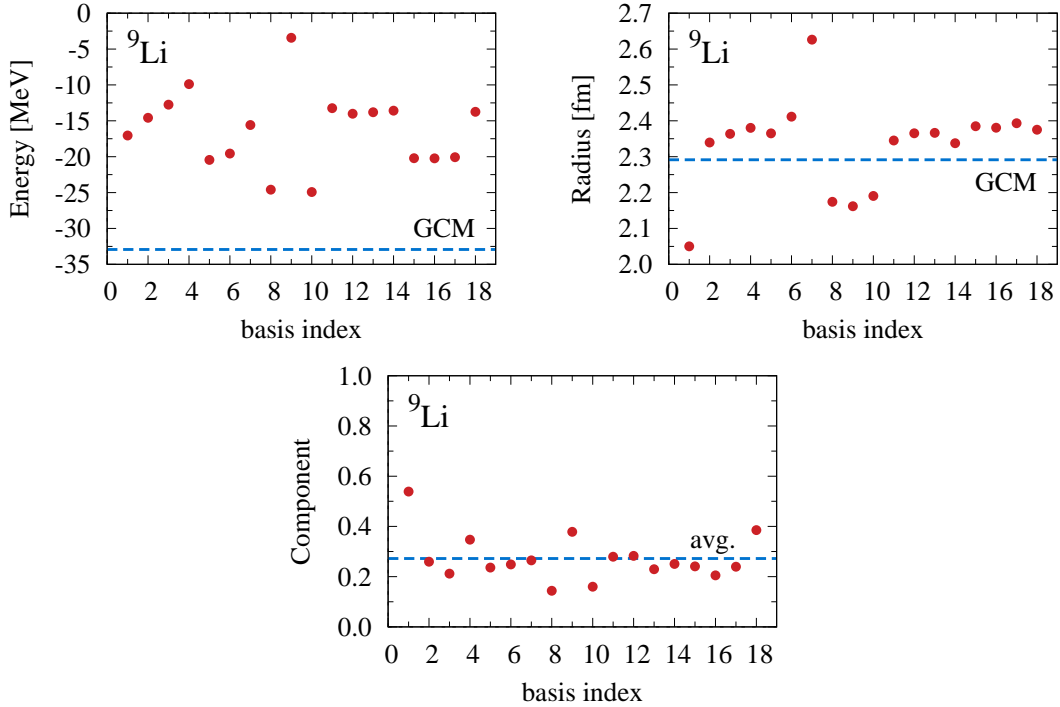 0
-5
-10
-15
-20
-25
-30
-35
Energy [MeV]
⁹Li
GCM
0 2 4 6 8 10 12 14 16 18
basis index
2.7
2.6
2.5
2.4
2.3
2.2
2.1
2.0
Radius [fm]
⁹Li
GCM
0 2 4 6 8 10 12 14 16 18
basis index
1.0
0.8
0.6
0.4
0.2
0.0
Component
⁹Li
avg.
0 2 4 6 8 10 12 14 16 18
basis index